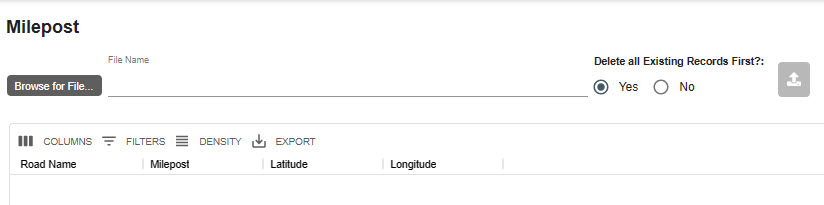 Milepost
File Name
Delete all Existing Records First?:
Browse for File...
Yes No
COLUMNS FILTERS DENSITY EXPORT
Road Name Milepost Latitude Longitude